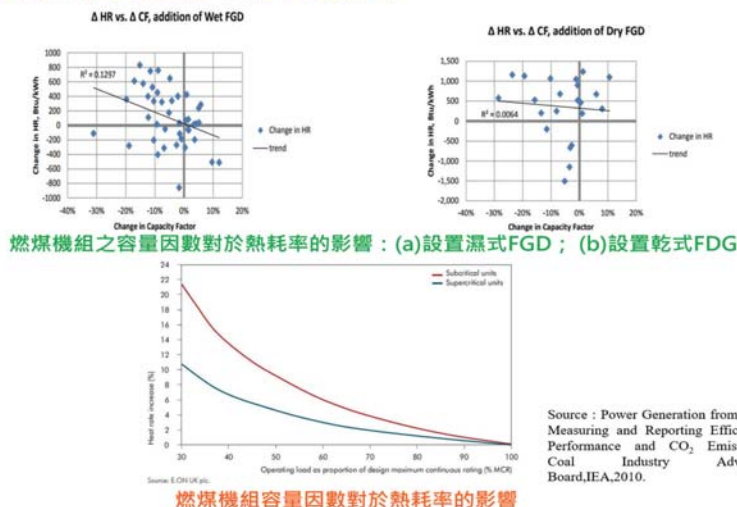 Δ HR vs. Δ CF, addition of Wet FGD
1000
800
600
400
200
0
200
400
600
800
1000
R² = 0.1297
-40% -30% -20% -10% 0% 10% 20%
Change in HR, Btu/kWh
Change in Capacity Factor
Change in HR
trend
Δ HR vs. Δ CF, addition of Dry FGD
1,500
1,000
500
0
-500
-1,000
-1,500
-2,000
R² = 0.0064
-40% -30% -20% -10% 0% 10% 20%
Change in HR, Btu/kWh
Change in Capacity Factor
Change in HR
trend
燃煤機組之容量因數對於熱耗率的影響：(a)設置濕式FGD； (b)設置乾式FDG
24
22
20
18
16
14
12
10
8
6
4
2
0
Heat rate increase (%)
Subcritical units
Supercritical units
30 40 50 60 70 80 90 100
Operating load as proportion of design maximum continuous rating (% MCR)
Source: E.ON UK plc.
燃煤機組容量因數對於熱耗率的影響
Source : Power Generation from
Measuring and Reporting Effic
Performance and CO₂ Emis
Coal Industry Adv
Board,IEA,2010.